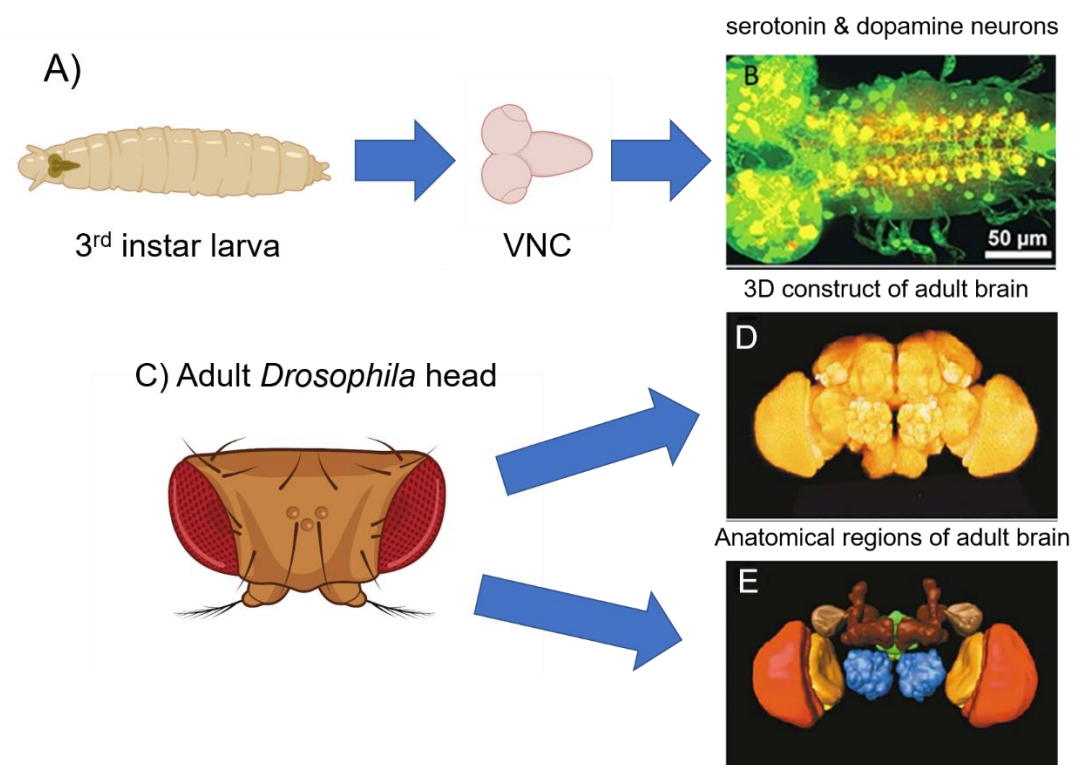 A)
3rd instar larva
VNC
serotonin & dopamine neurons
B
50 µm
3D construct of adult brain
C) Adult Drosophila head
D
Anatomical regions of adult brain
E